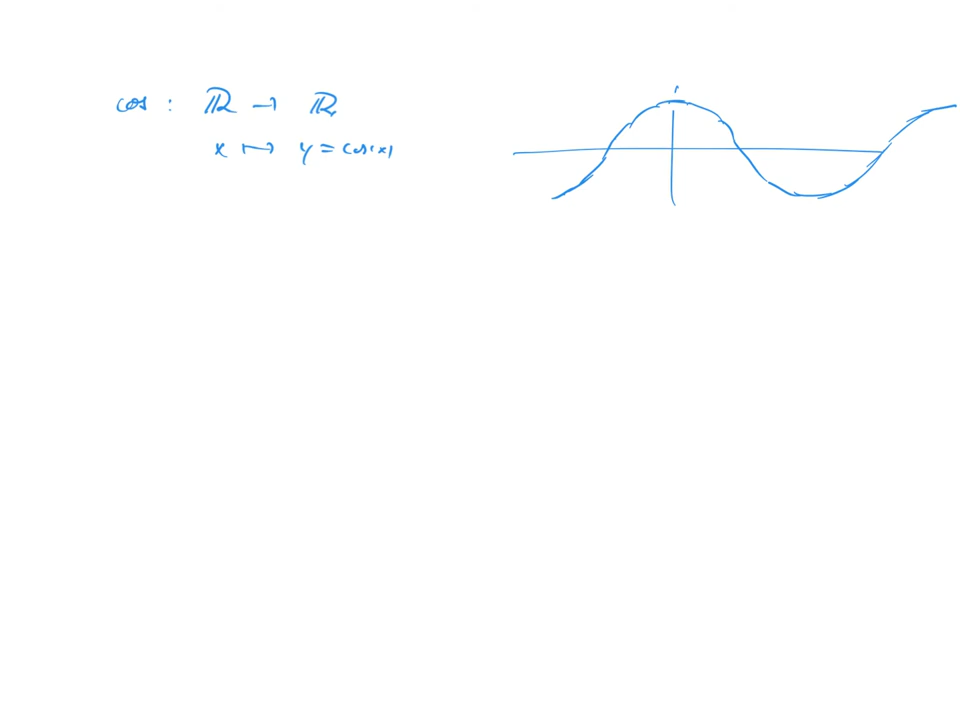 cos : ℝ → ℝ
x ↦ y = cos(x)